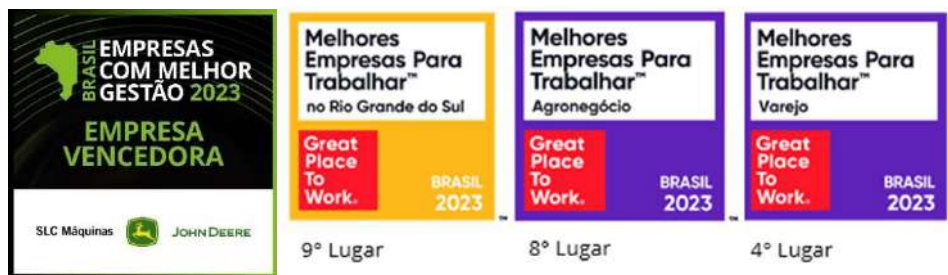 BRASIL
EMPRESAS
COM MELHOR
GESTÃO 2023
EMPRESA
VENCEDORA
SLC Máquinas
JOHN DEERE
Melhores
Empresas Para
Trabalhar™
no Rio Grande do Sul
Great
Place
To
Work.
BRASIL
2023
™
9° Lugar
Melhores
Empresas Para
Trabalhar™
Agronegócio
Great
Place
To
Work.
BRASIL
2023
™
8° Lugar
Melhores
Empresas Para
Trabalhar™
Varejo
Great
Place
To
Work.
BRASIL
2023
4° Lugar